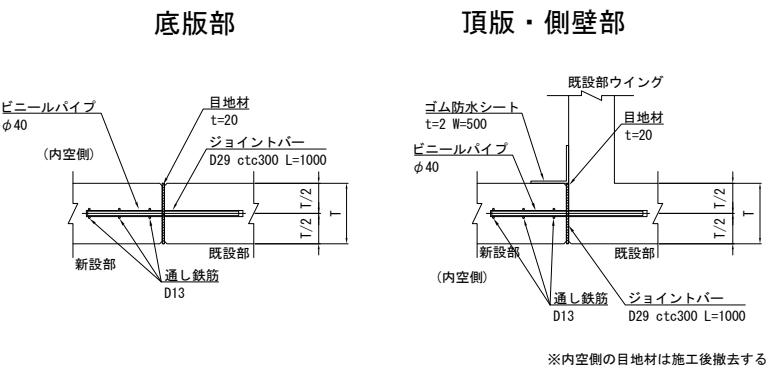 底版部
ビニールパイプ
φ40
目地材
t=20
(内空側)
ジョイントバー
D29 ctc300 L=1000
T/2
T/2
T
新設部
既設部
通し鉄筋
D13
頂版・側壁部
既設部ウイング
ゴム防水シート
t=2 W=500
目地材
t=20
ビニールパイプ
φ40
T/2
T/2
T
新設部
既設部
(内空側)
通し鉄筋
D13
ジョイントバー
D29 ctc300 L=1000
※内空側の目地材は施工後撤去する